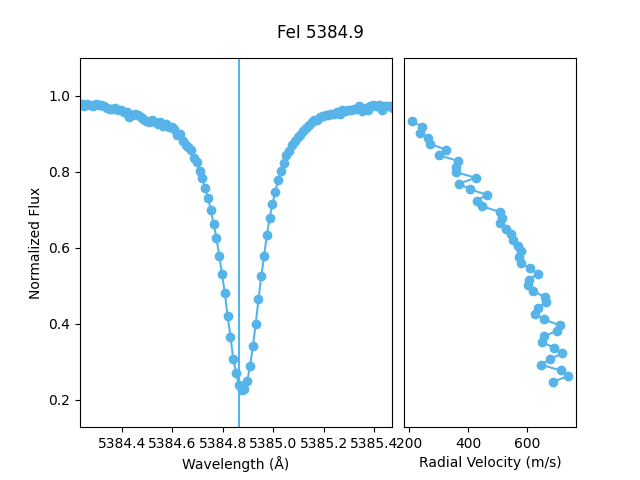 FeI 5384.9
Normalized Flux
1.0
0.8
0.6
0.4
0.2
5384.4 5384.6 5384.8 5385.0 5385.2 5385.4
Wavelength (Å)
200 400 600
Radial Velocity (m/s)